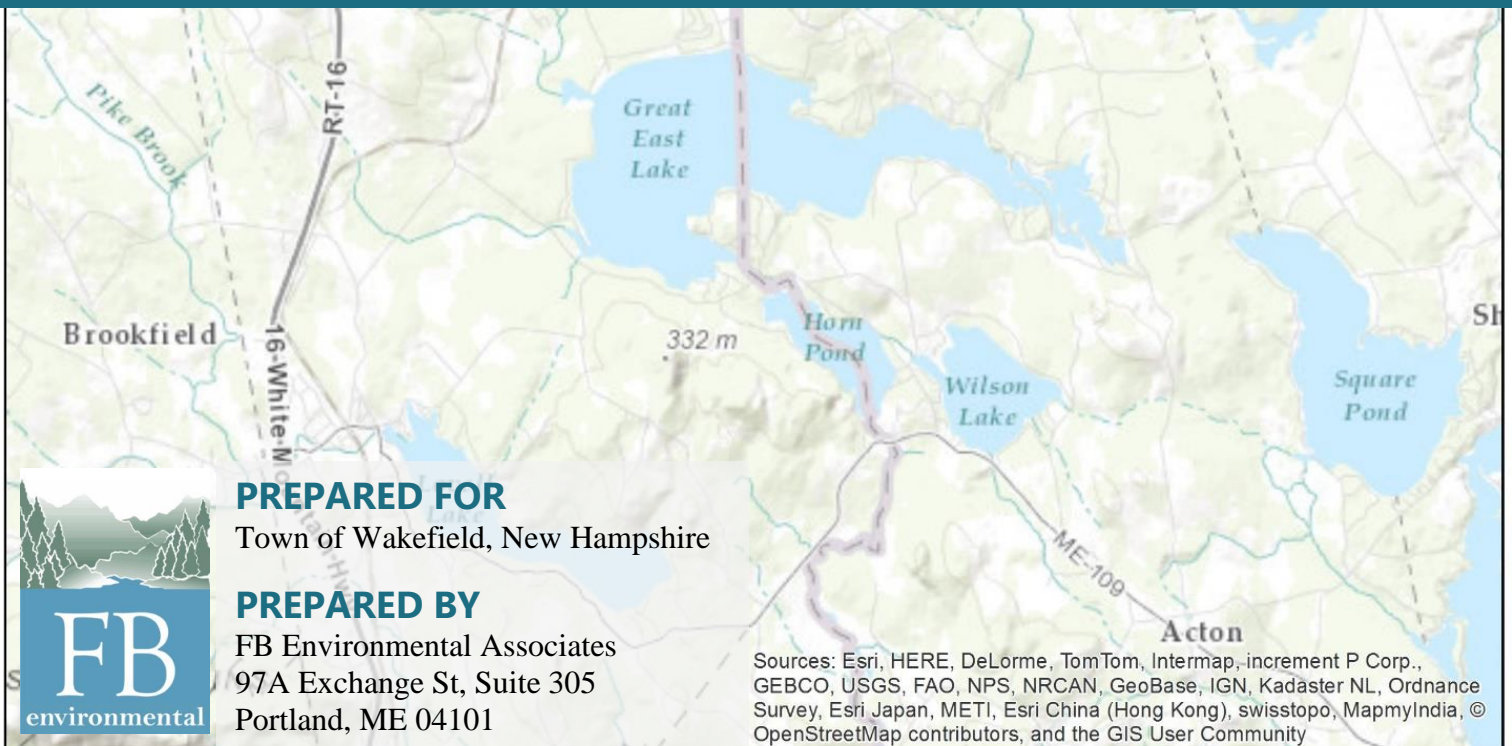 Pike Brook
R-T-16
Great
East
Lake
Brookfield
16-White-Mo
332 m
Horn
Pond
Wilson
Lake
Square
Pond
Sh
Lake
ME-109
Acton
PREPARED FOR
Town of Wakefield, New Hampshire
PREPARED BY
FB Environmental Associates
97A Exchange St, Suite 305
Portland, ME 04101
FB
environmental
Sources: Esri, HERE, DeLorme, TomTom, Intermap, increment P Corp.,
GEBCO, USGS, FAO, NPS, NRCAN, GeoBase, IGN, Kadaster NL, Ordnance
Survey, Esri Japan, METI, Esri China (Hong Kong), swisstopo, MapmyIndia, ©
OpenStreetMap contributors, and the GIS User Community